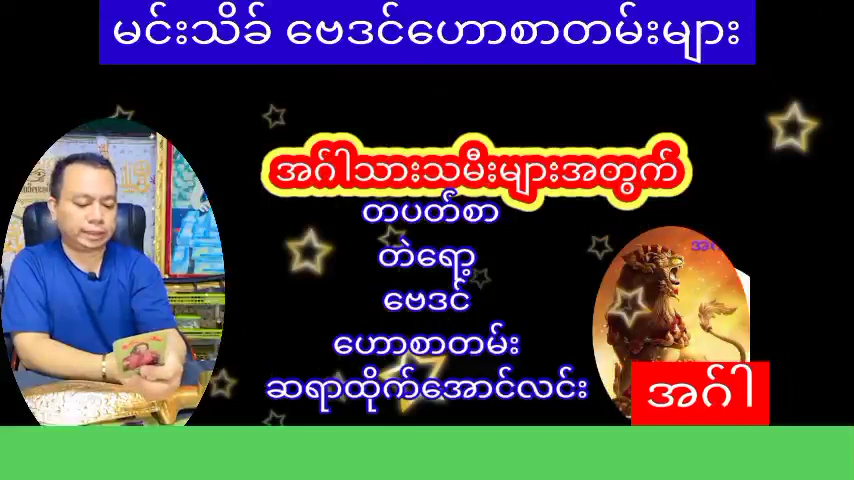 မင်းသိခ် ဗေဒင်ဟောစာတမ်းများ
အင်္ဂါသားသမီးများအတွက်
တပတ်စာ
တဲရော့
ဗေဒင်
ဟောစာတမ်း
ဆရာထိုက်အောင်လင်း
အင်္ဂါ